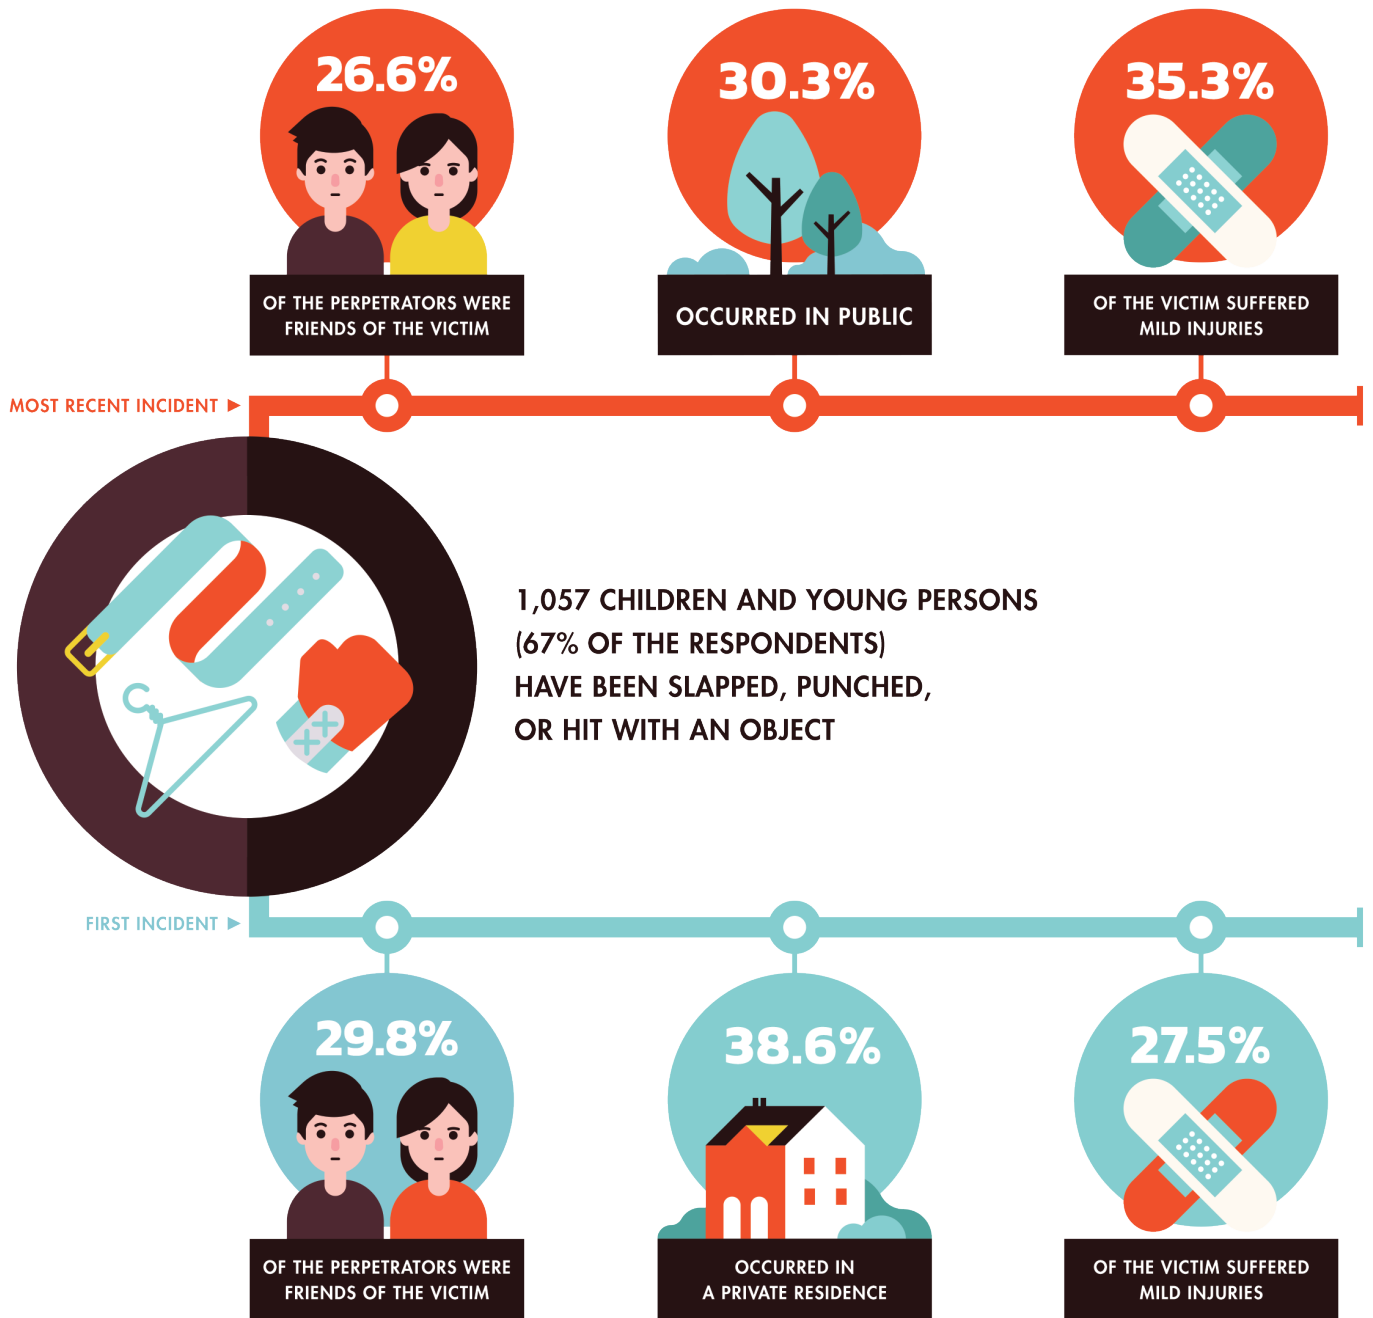 26.6%
OF THE PERPETRATORS WERE
FRIENDS OF THE VICTIM
30.3%
OCCURRED IN PUBLIC
35.3%
OF THE VICTIM SUFFERED
MILD INJURIES
MOST RECENT INCIDENT ►
1,057 CHILDREN AND YOUNG PERSONS
(67% OF THE RESPONDENTS)
HAVE BEEN SLAPPED, PUNCHED,
OR HIT WITH AN OBJECT
FIRST INCIDENT ►
29.8%
OF THE PERPETRATORS WERE
FRIENDS OF THE VICTIM
38.6%
OCCURRED IN
A PRIVATE RESIDENCE
27.5%
OF THE VICTIM SUFFERED
MILD INJURIES